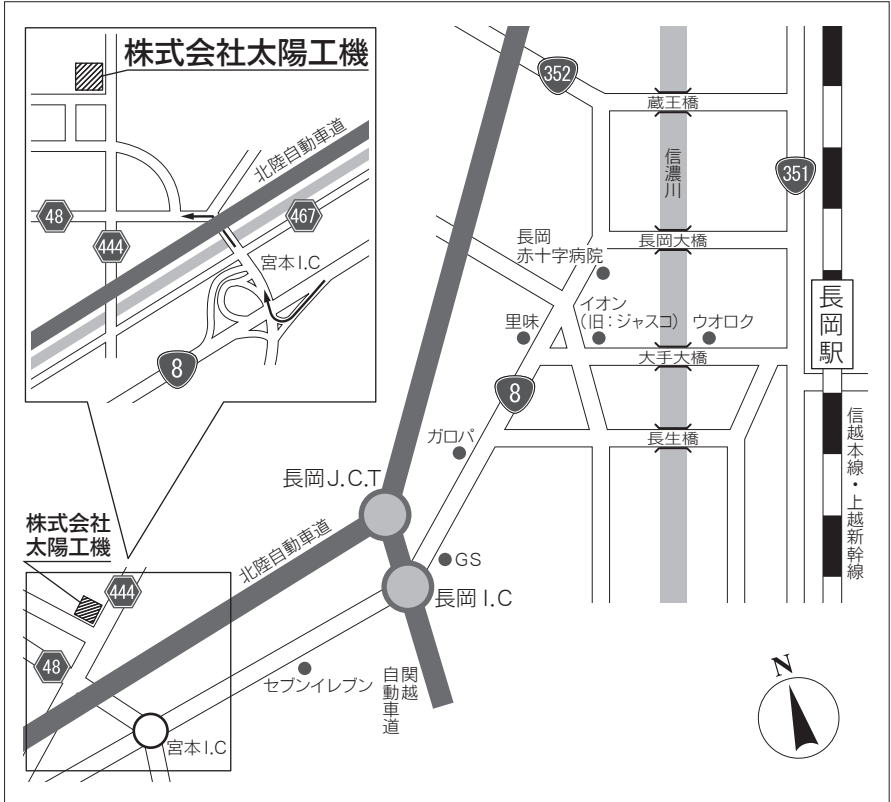 株式会社太陽工機
北陸自動車道
48
444
467
宮本I.C
8
352
蔵王橋
信濃川
351
長岡大橋
長岡
赤十字病院
イオン
（旧：ジャスコ）
ウオロク
里味
大手大橋
長岡駅
8
ガロパ
長生橋
信越本線・上越新幹線
長岡J.C.T
北陸自動車道
株式会社
太陽工機
444
GS
長岡I.C
48
セブンイレブン
関越
自動車道
宮本I.C
N